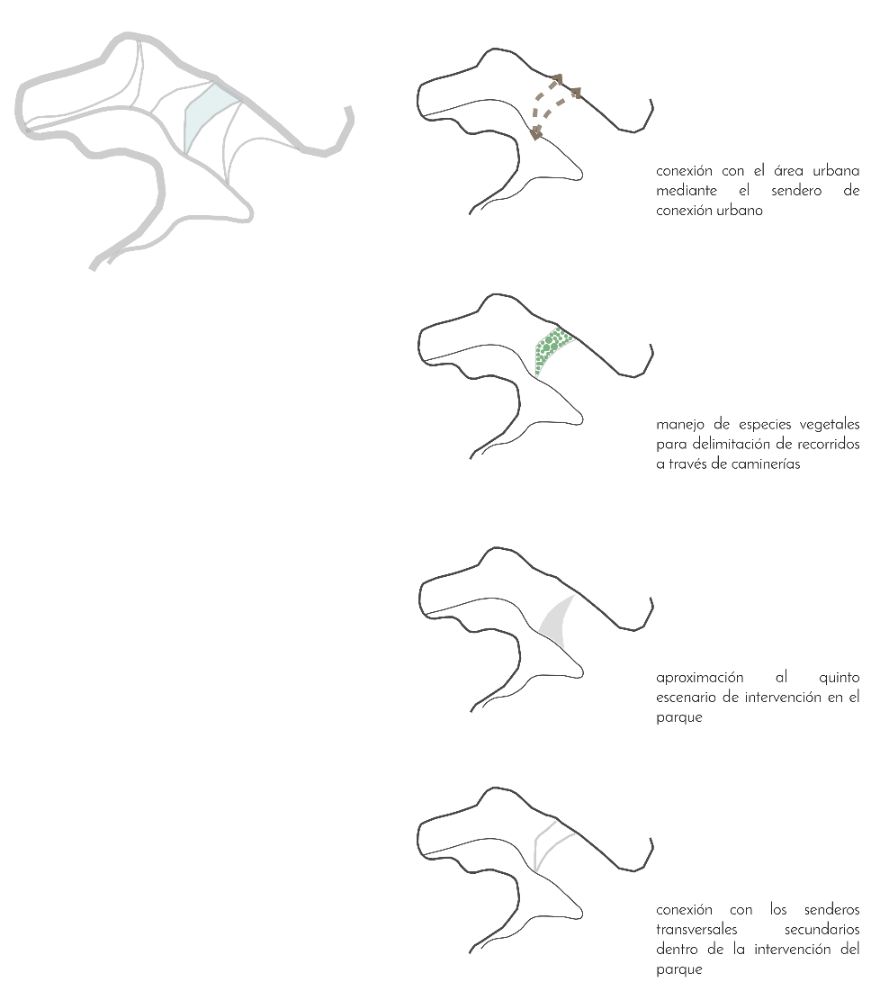 conexión con el área urbana
mediante el sendero de
conexión urbano
manejo de especies vegetales
para delimitación de recorridos
a través de caminerías
aproximación al quinto
escenario de intervención en el
parque
conexión con los senderos
transversales secundarios
dentro de la intervención del
parque